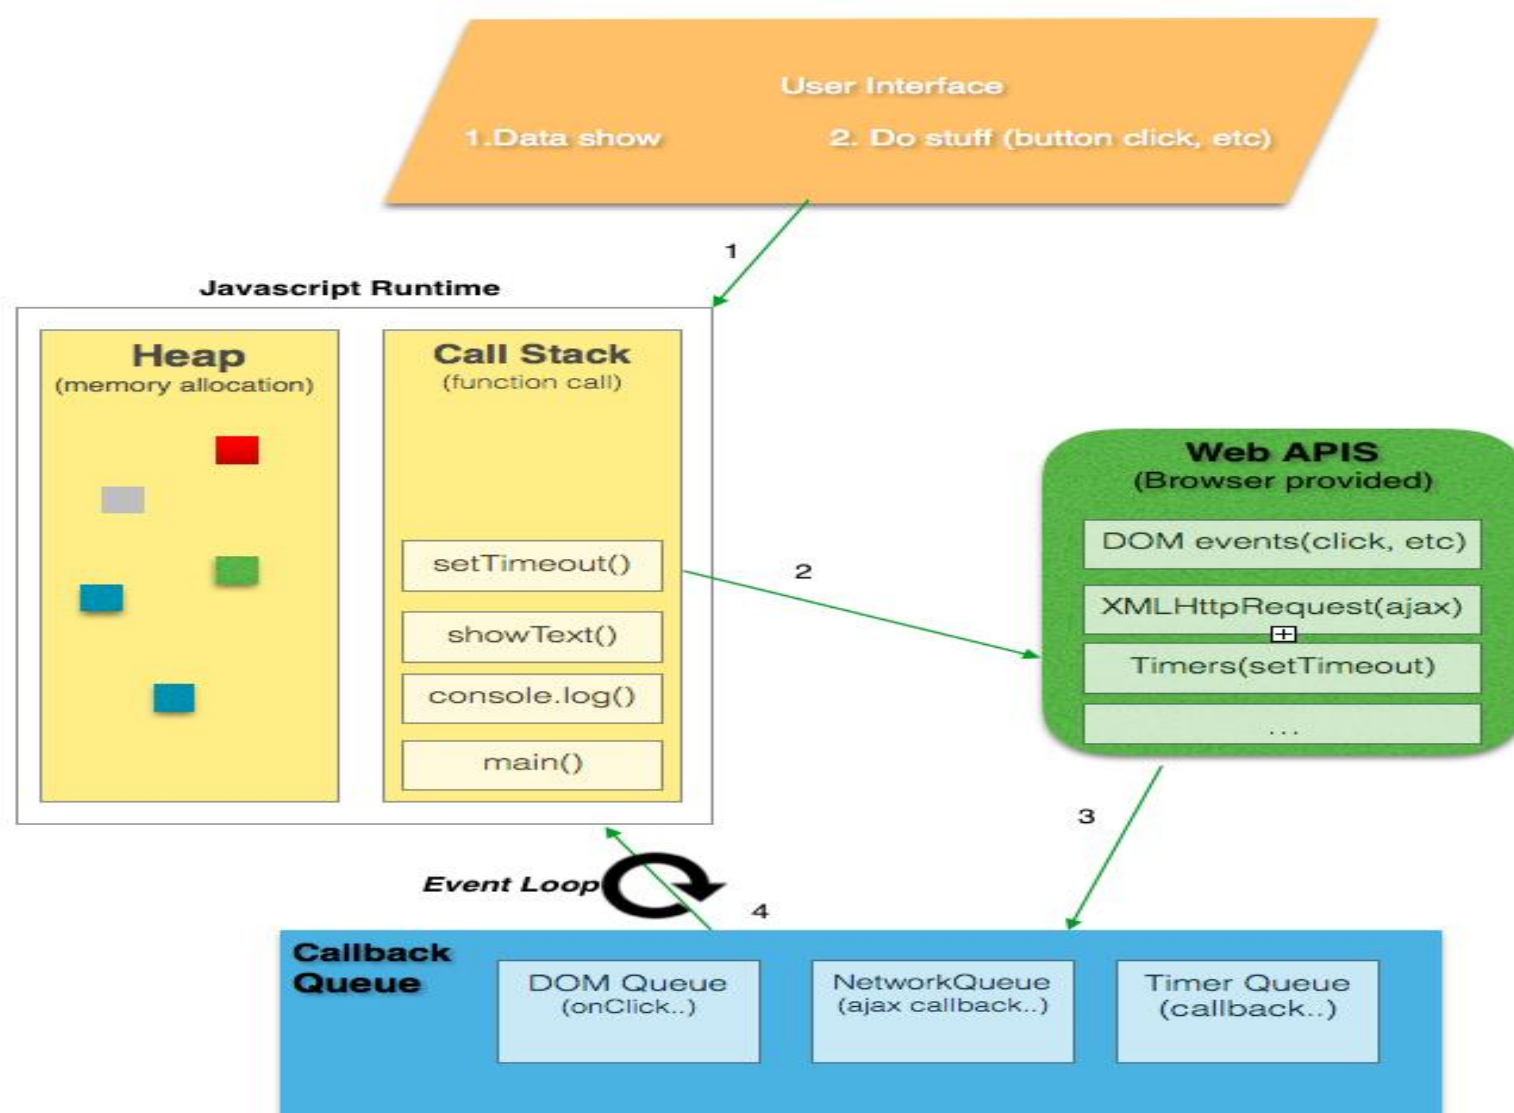 User Interface
1.Data show
2. Do stuff (button click, etc)
1
Javascript Runtime
Heap
(memory allocation)
Call Stack
(function call)
setTimeout()
showText()
console.log()
main()
2
Web APIS
(Browser provided)
DOM events(click, etc)
XMLHttpRequest(ajax)
Timers(setTimeout)
...
3
Event Loop
4
Callback
Queue
DOM Queue
(onClick..)
NetworkQueue
(ajax callback..)
Timer Queue
(callback..)